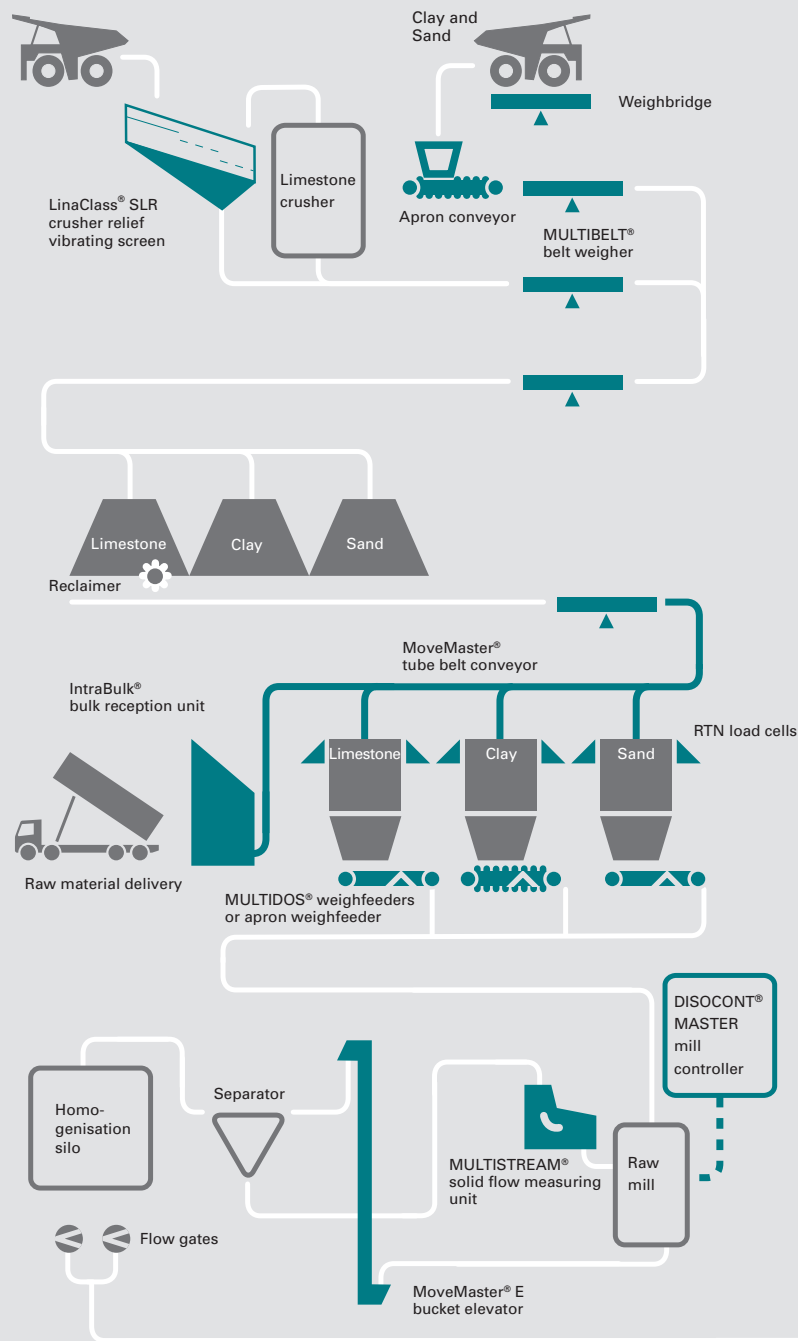 Clay and
Sand
Weighbridge
Limestone
crusher
LinaClass® SLR
crusher relief
vibrating screen
Apron conveyor
MULTIBELT®
belt weigher
Limestone
Clay
Sand
Reclaimer
MoveMaster®
tube belt conveyor
IntraBulk®
bulk reception unit
RTN load cells
Limestone
Clay
Sand
Raw material delivery
MULTIDOS® weighfeeders
or apron weighfeeder
DISOCONT®
MASTER
mill
controller
Separator
Homo-
genisation
silo
MULTISTREAM®
solid flow measuring
unit
Raw
mill
Flow gates
MoveMaster® E
bucket elevator